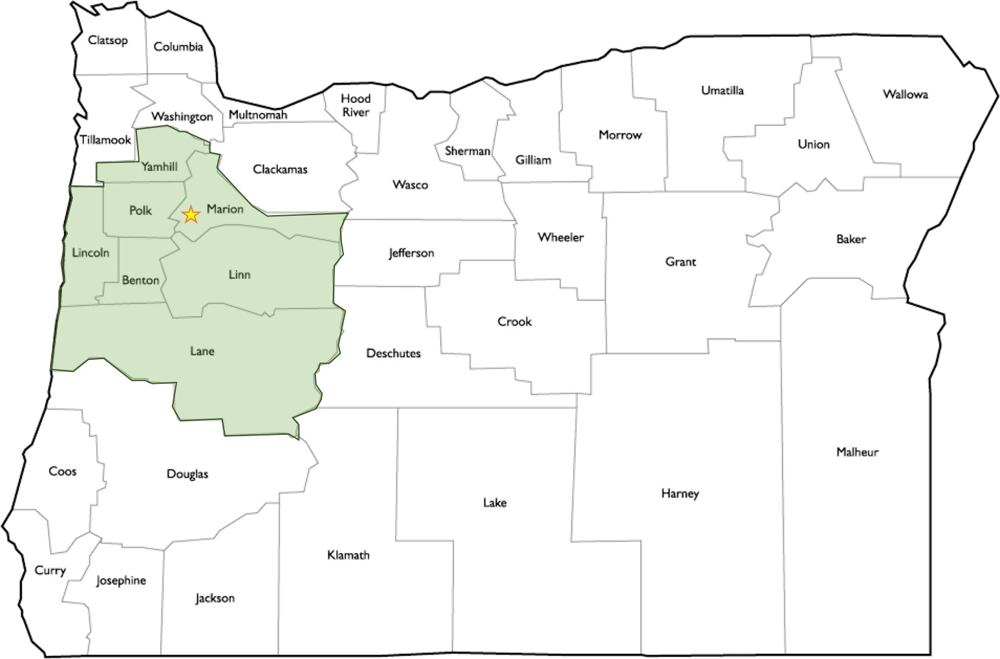 Clatsop
Columbia
Hood
River
Umatilla
Wallowa
Washington
Multnomah
Tillamook
Morrow
Union
Sherman
Gilliam
Yamhill
Clackamas
Wasco
Polk
Marion
Wheeler
Baker
Lincoln
Jefferson
Grant
Benton
Linn
Crook
Lane
Deschutes
Malheur
Coos
Douglas
Harney
Lake
Klamath
Curry
Josephine
Jackson